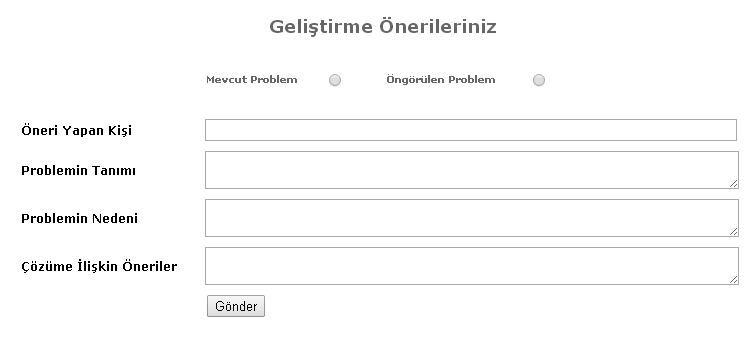 Geliştirme Önerileriniz
Mevcut Problem Öngörülen Problem
Öneri Yapan Kişi
Problemin Tanımı
Problemin Nedeni
Çözüme İlişkin Öneriler
Gönder